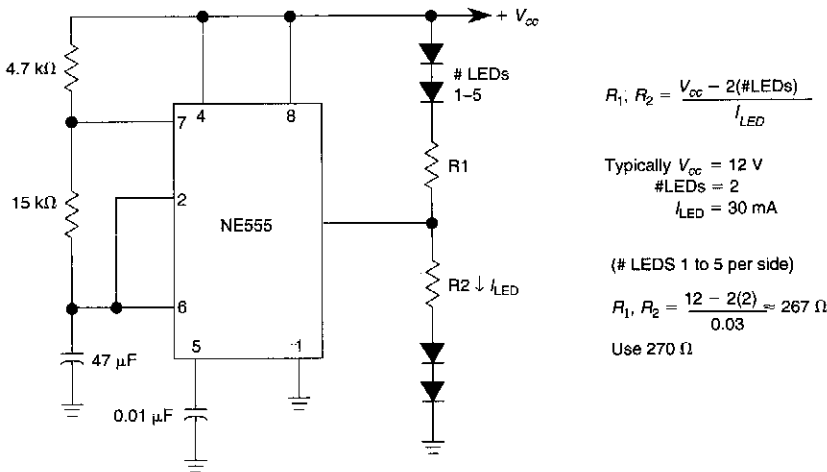 + Vcc
4.7 kΩ
# LEDs
1–5
4
8
7
R1
15 kΩ
2
NE555
R2 ↓ ILED
6
5
1
47 μF
0.01 μF
R1, R2 = Vcc – 2(#LEDs) / ILED
Typically Vcc = 12 V
#LEDs = 2
ILED = 30 mA
(# LEDS 1 to 5 per side)
R1, R2 = 12 – 2(2) / 0.03 ≈ 267 Ω
Use 270 Ω